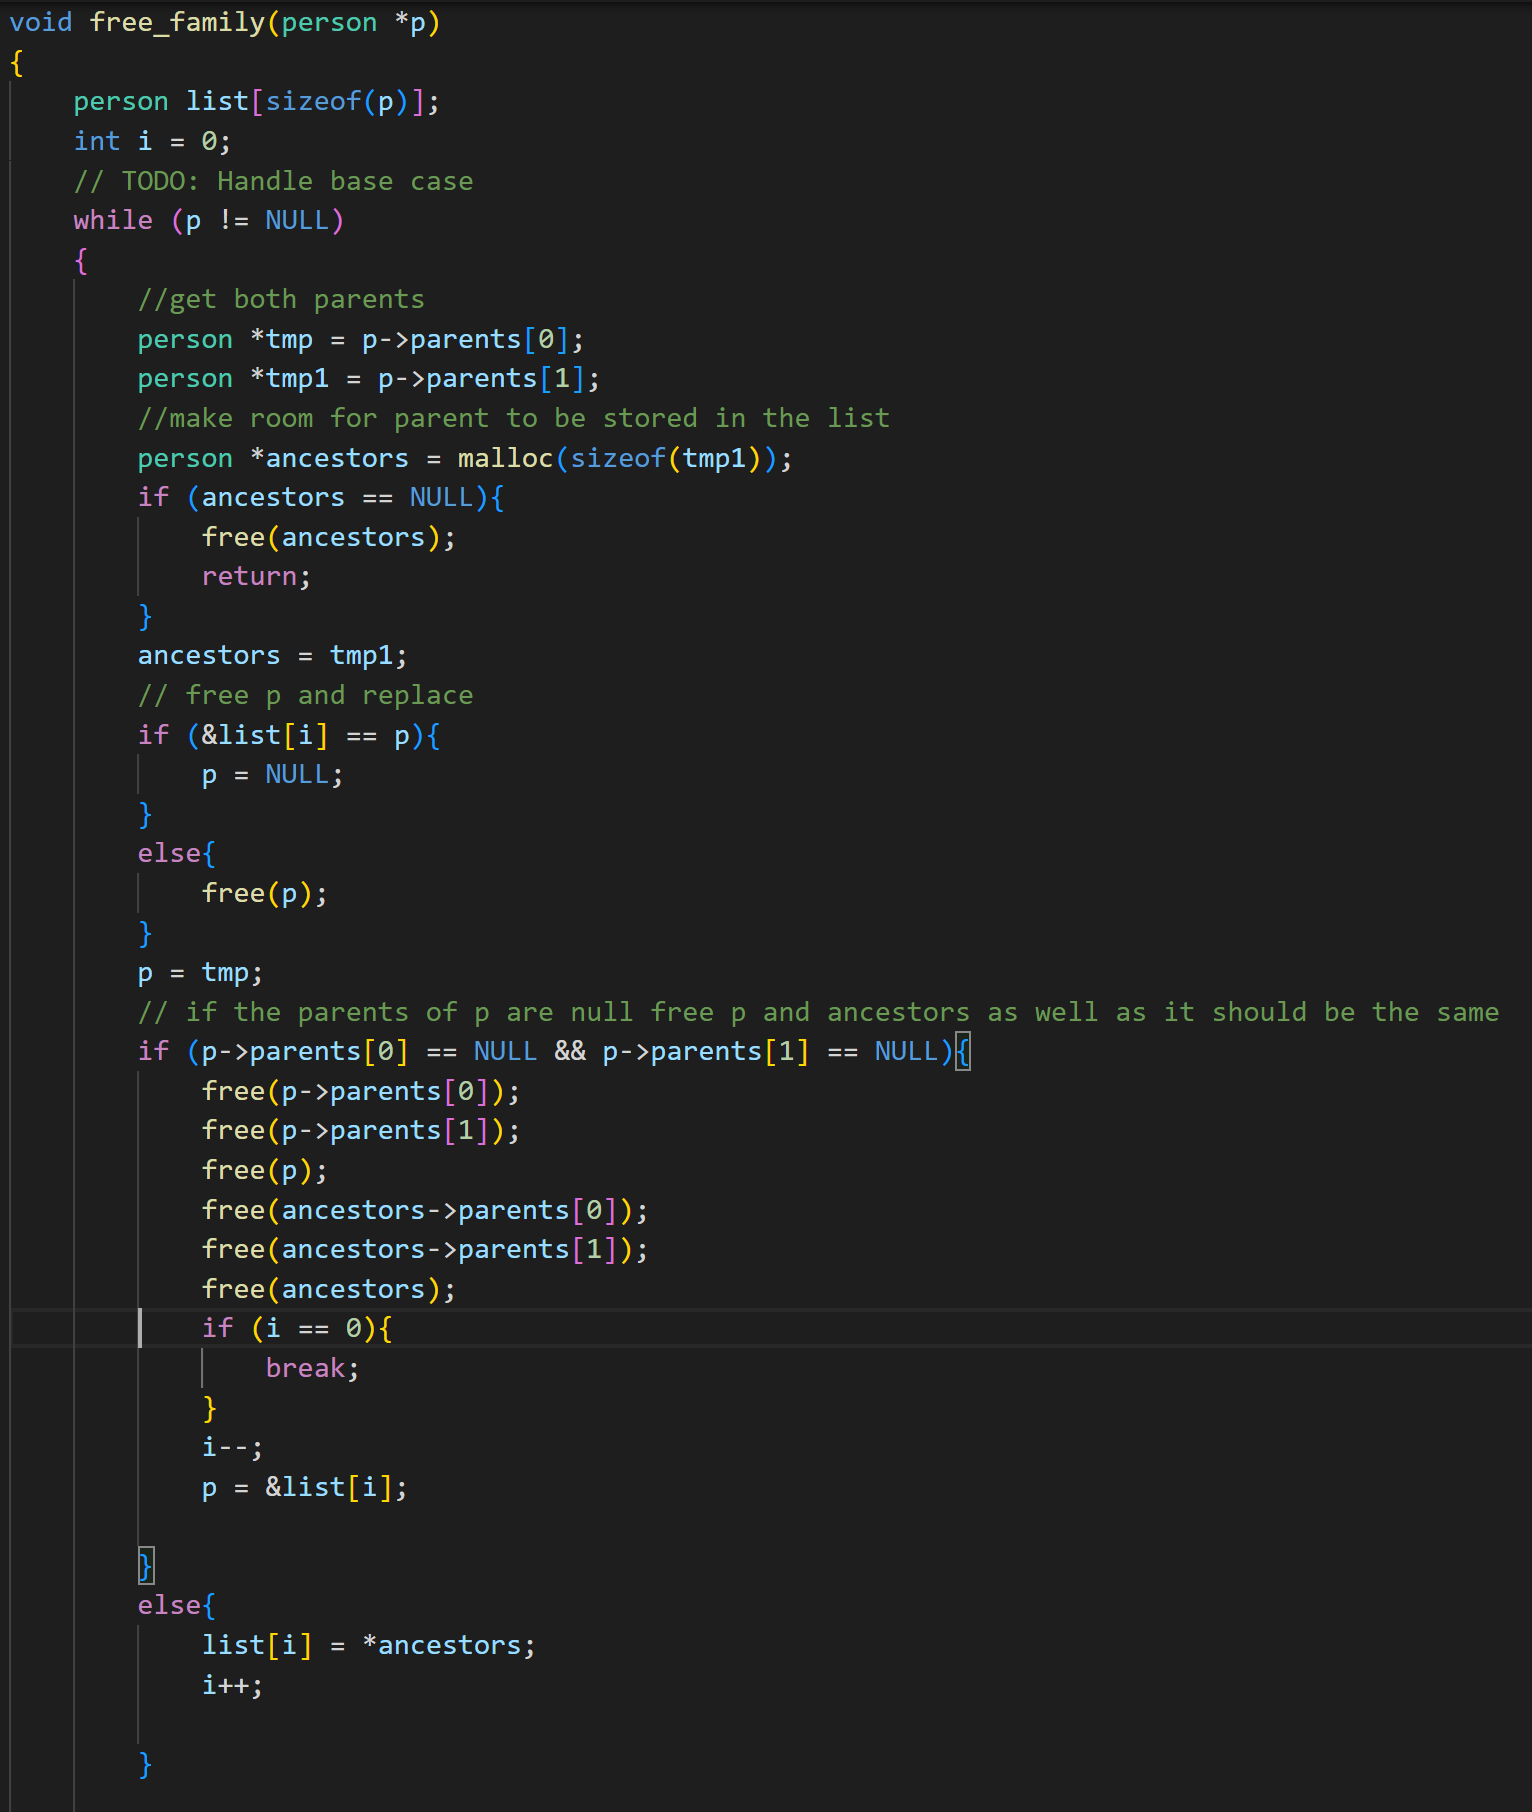 void free_family(person *p)
{
    person list[sizeof(p)];
    int i = 0;
    // TODO: Handle base case
    while (p != NULL)
    {
        //get both parents
        person *tmp = p->parents[0];
        person *tmp1 = p->parents[1];
        //make room for parent to be stored in the list
        person *ancestors = malloc(sizeof(tmp1));
        if (ancestors == NULL){
            free(ancestors);
            return;
        }
        ancestors = tmp1;
        // free p and replace
        if (&list[i] == p){
            p = NULL;
        }
        else{
            free(p);
        }
        p = tmp;
        // if the parents of p are null free p and ancestors as well as it should be the same
        if (p->parents[0] == NULL && p->parents[1] == NULL){
            free(p->parents[0]);
            free(p->parents[1]);
            free(p);
            free(ancestors->parents[0]);
            free(ancestors->parents[1]);
            free(ancestors);
            if (i == 0){
                break;
            }
            i--;
            p = &list[i];

        }
        else{
            list[i] = *ancestors;
            i++;

        }